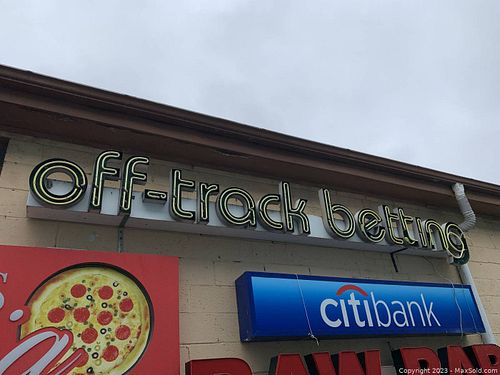 off-track betting
citibank
Copyright 2023 - MaxSold.com